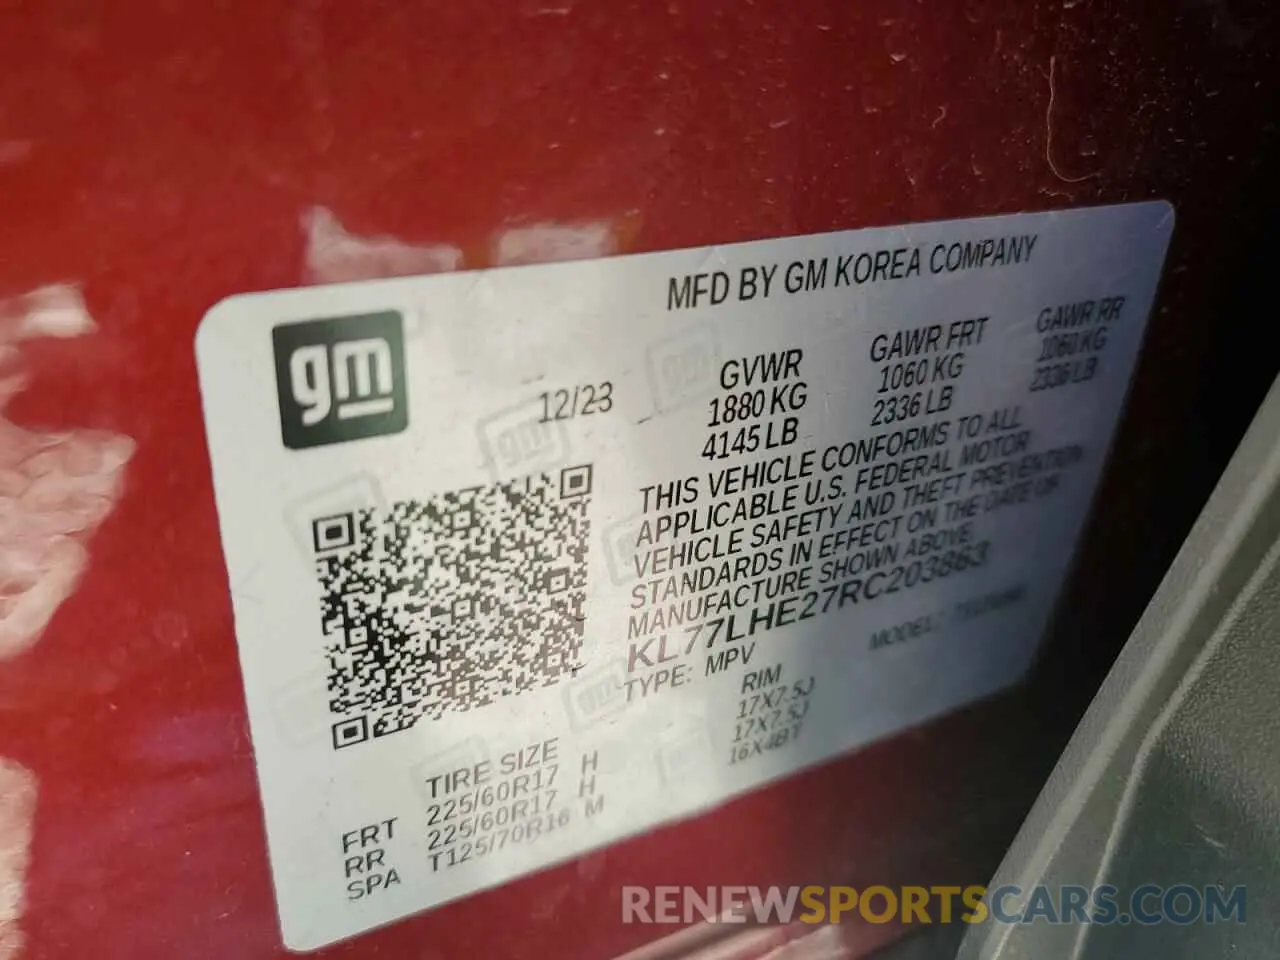 MFD BY GM KOREA COMPANY
gm
12/23
GVWR GAWR FRT GAWR RR
1880 KG 1060 KG 1060 KG
4145 LB 2336 LB 2336 LB
THIS VEHICLE CONFORMS TO ALL
APPLICABLE U.S. FEDERAL MOTOR
VEHICLE SAFETY AND THEFT PREVENTION
STANDARDS IN EFFECT ON THE DATE OF
MANUFACTURE SHOWN ABOVE.
KL77LHE27RC203863
TYPE: MPV MODEL:
TIRE SIZE RIM
FRT 225/60R17 H 17X7.5J
RR 225/60R17 H 17X7.5J
SPA T125/70R16 M 16X4BT
RENEWSPORTSCARS.COM